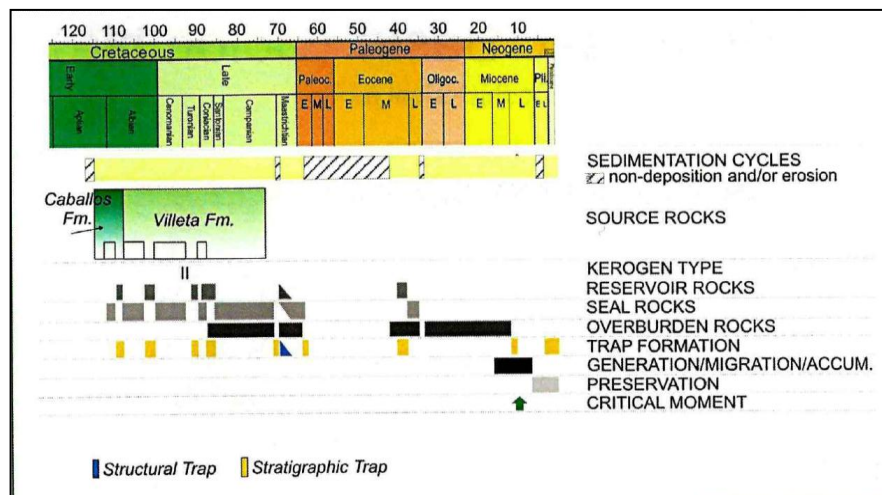 120 110 100 90 80 70 60 50 40 30 20 10
Cretaceous Paleogene Neogene
Early Late Paleoc. Eocene Oligoc. Miocene Pli.
Aptian Albian Cenomanian Turonian Coniacian Santonian Campanian Maastrichtian E M L E M L E L E M L E L
SEDIMENTATION CYCLES
non-deposition and/or erosion
Caballos
Fm.
Villeta Fm.
SOURCE ROCKS
II
KEROGEN TYPE
RESERVOIR ROCKS
SEAL ROCKS
OVERBURDEN ROCKS
TRAP FORMATION
GENERATION/MIGRATION/ACCUM.
PRESERVATION
CRITICAL MOMENT
Structural Trap Stratigraphic Trap